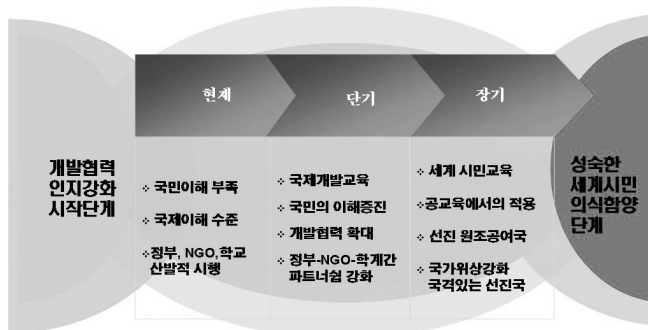 현재
단기
장기
개발협력
인지강화
시작단계
❖ 국민이해 부족
❖ 국제이해 수준
❖정부, NGO,학교
산발적 시행
❖ 국제개발교육
❖ 국민의 이해증진
❖ 개발협력 확대
❖ 정부-NGO-학계간
파트너쉽 강화
❖ 세계 시민교육
❖공교육에서의 적용
❖ 선진 원조공여국
❖ 국가위상강화
국격있는 선진국
성숙한
세계시민
의식함양
단계